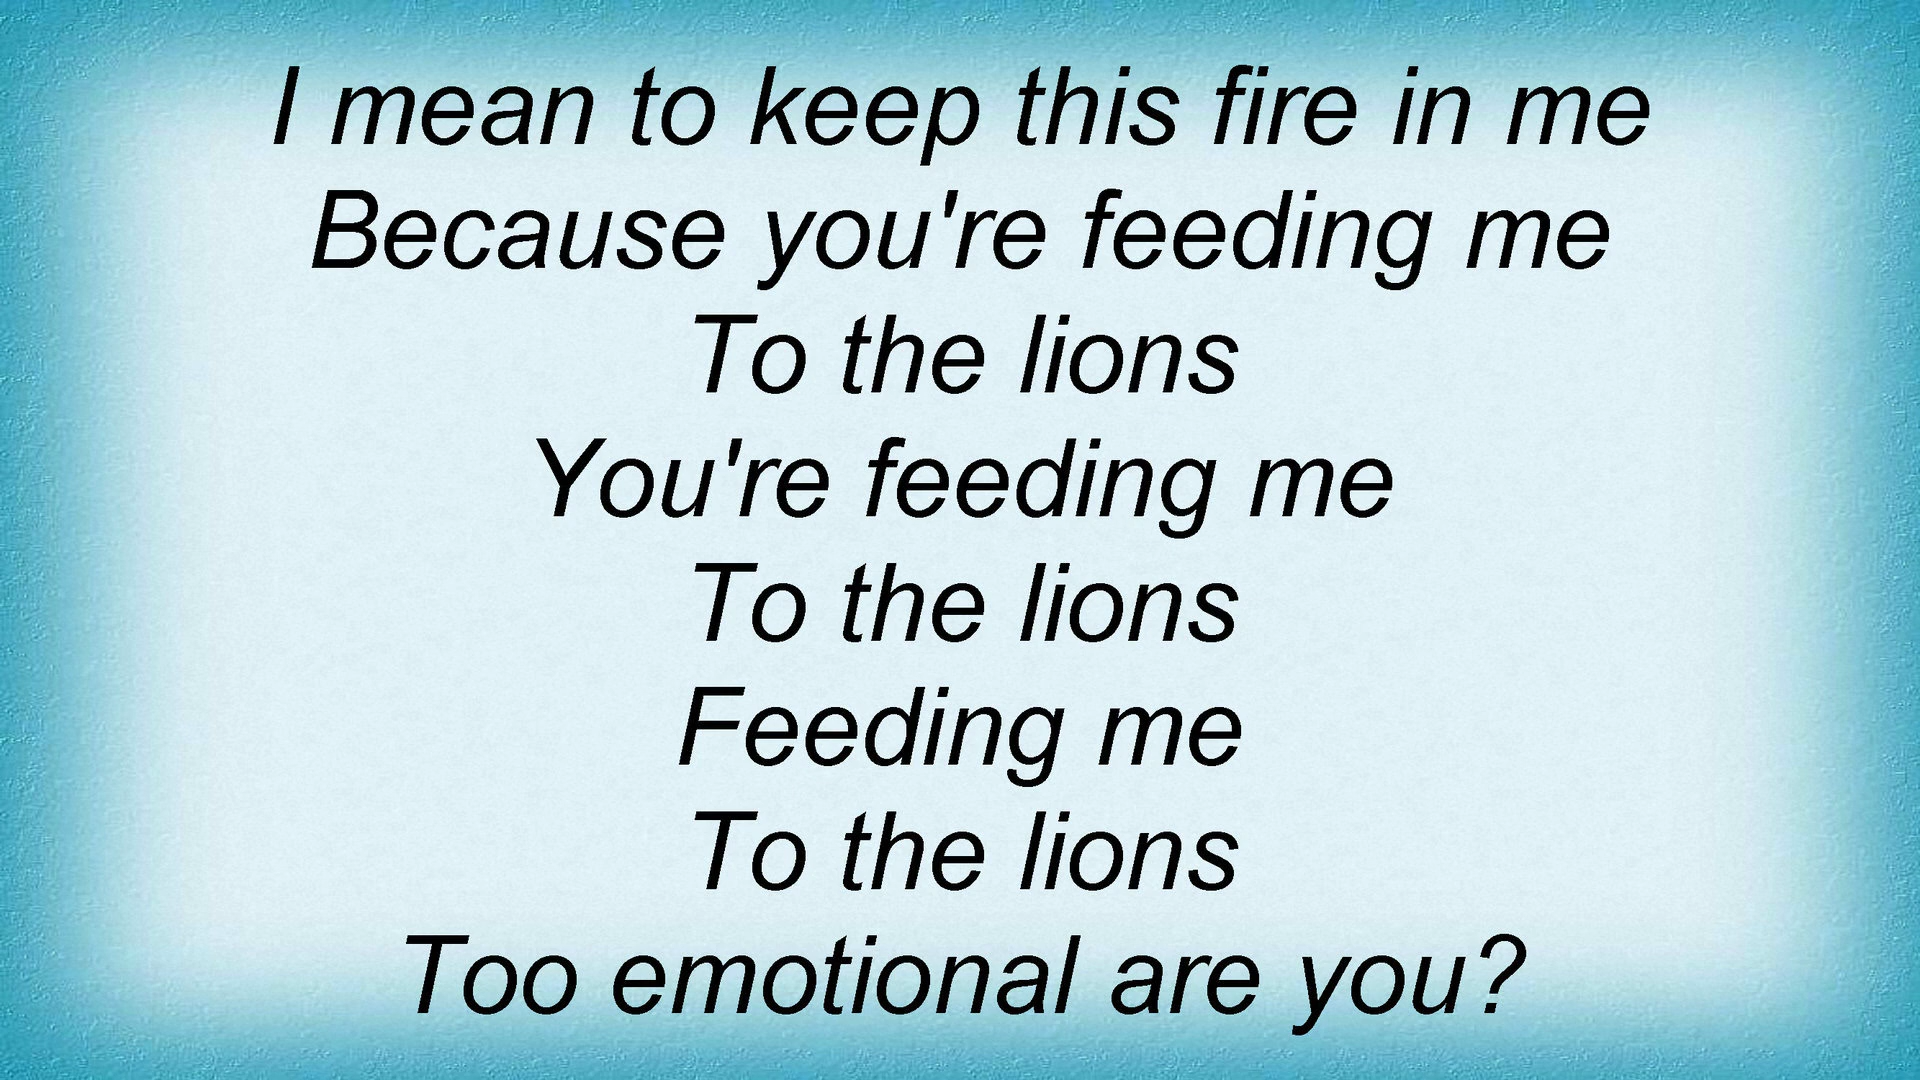 I mean to keep this fire in me
Because you're feeding me
To the lions
You're feeding me
To the lions
Feeding me
To the lions
Too emotional are you?